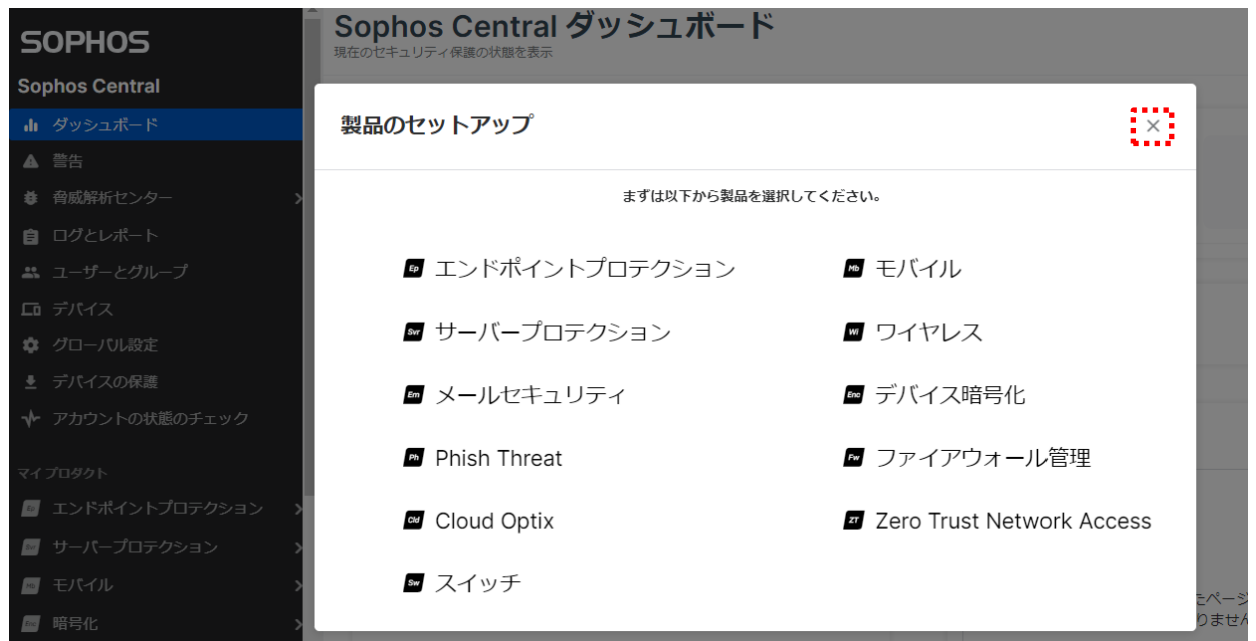 SOPHOS
Sophos Central
ダッシュボード
警告
脅威解析センター
ログとレポート
ユーザーとグループ
デバイス
グローバル設定
デバイスの保護
アカウントの状態のチェック
マイプロダクト
Ep エンドポイントプロテクション
Svr サーバープロテクション
Mb モバイル
Enc 暗号化
Sophos Central ダッシュボード
現在のセキュリティ保護の状態を表示
製品のセットアップ
まずは以下から製品を選択してください。
Ep エンドポイントプロテクション
Mb モバイル
Svr サーバープロテクション
Wi ワイヤレス
Em メールセキュリティ
Enc デバイス暗号化
Ph Phish Threat
Fw ファイアウォール管理
Cld Cloud Optix
ZT Zero Trust Network Access
Sw スイッチ
たページ
りません